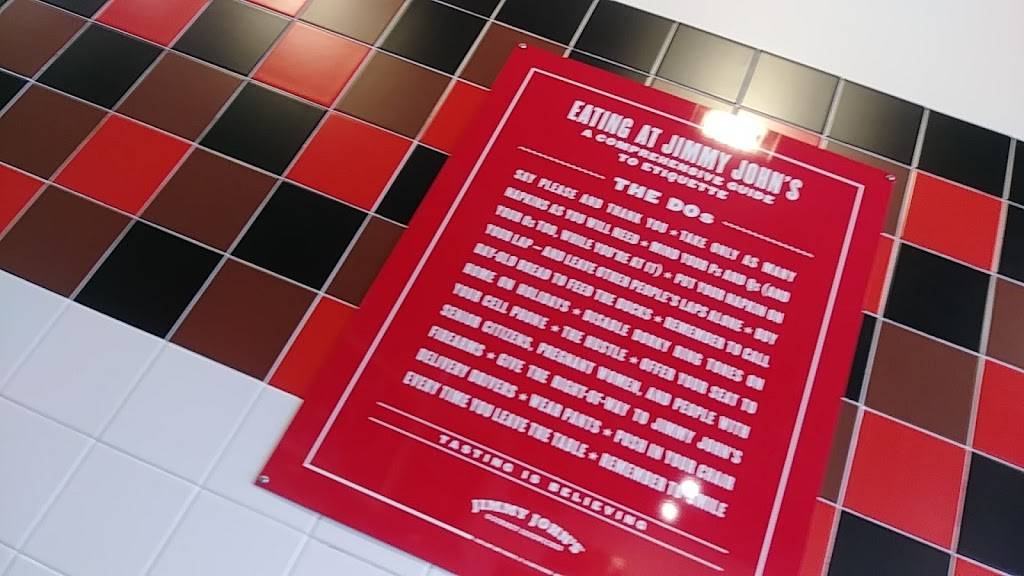 EATING AT JIMMY JOHN'S
A COMPREHENSIVE GUIDE
TO ETIQUETTE
THE DOs
SAY PLEASE AND THANK YOU ★ TAKE ONLY AS MANY
NAPKINS AS YOU WILL NEED ★ MIND YOUR Ps AND Qs (AND
YOUR Rs TOO, WHILE YOU'RE AT IT) ★ PUT YOUR NAPKIN ON
YOUR LAP – AND LEAVE OTHER PEOPLE'S LAPS ALONE ★ BUY
DAY-OLD BREAD TO FEED THE DUCKS ★ REMEMBER TO CALL
HOME ON HOLIDAYS ★ DISABLE RING TONES ON
YOUR CELL PHONE ★ THE HUSTLE ★ OFFER YOUR SEAT TO
SENIOR CITIZENS, PREGNANT WOMEN, AND PEOPLE WITH
FIREARMS ★ GIVE THE RIGHT-OF-WAY TO JIMMY JOHN'S
DELIVERY DRIVERS ★ WEAR PANTS ★ PUSH IN YOUR CHAIR
EVERY TIME YOU LEAVE THE TABLE ★ REMEMBER TO
TASTING IS BELIEVING
JIMMY JOHN'S